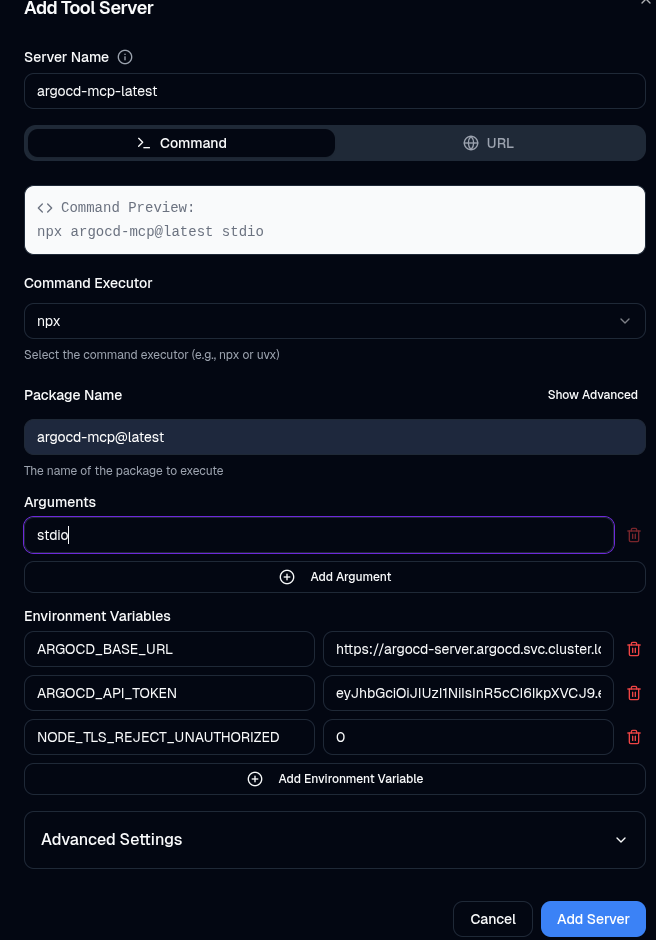 Add Tool Server
Server Name
argocd-mcp-latest
Command
URL
Command Preview:
npx argocd-mcp@latest stdio
Command Executor
npx
Select the command executor (e.g., npx or uvx)
Package Name
Show Advanced
argocd-mcp@latest
The name of the package to execute
Arguments
stdio
Add Argument
Environment Variables
ARGOCD_BASE_URL
https://argocd-server.argocd.svc.cluster.lo
ARGOCD_API_TOKEN
eyJhbGciOiJIUzI1NiIsInR5cCI6IkpXVCJ9.e
NODE_TLS_REJECT_UNAUTHORIZED
0
Add Environment Variable
Advanced Settings
Cancel
Add Server